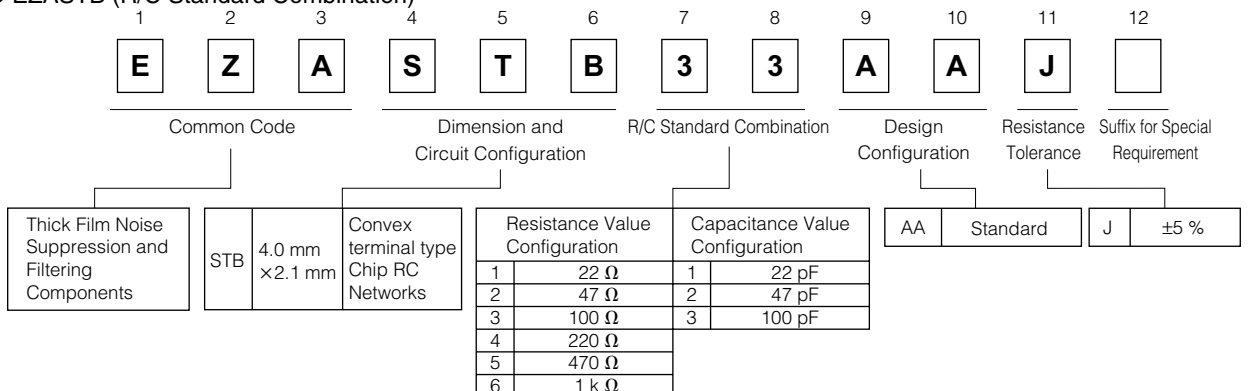 EZASTB (R/C Standard Combination)
1 2 3 4 5 6 7 8 9 10 11 12
E Z A S T B 3 3 A A J
Common Code
Dimension and
Circuit Configuration
R/C Standard Combination
Design
Configuration
Resistance
Tolerance
Suffix for Special
Requirement
Thick Film Noise
Suppression and
Filtering
Components
STB
4.0 mm
×2.1 mm
Convex
terminal type
Chip RC
Networks
Resistance Value
Configuration
1 22 Ω
2 47 Ω
3 100 Ω
4 220 Ω
5 470 Ω
6 1 k Ω
Capacitance Value
Configuration
1 22 pF
2 47 pF
3 100 pF
AA Standard
J ±5 %